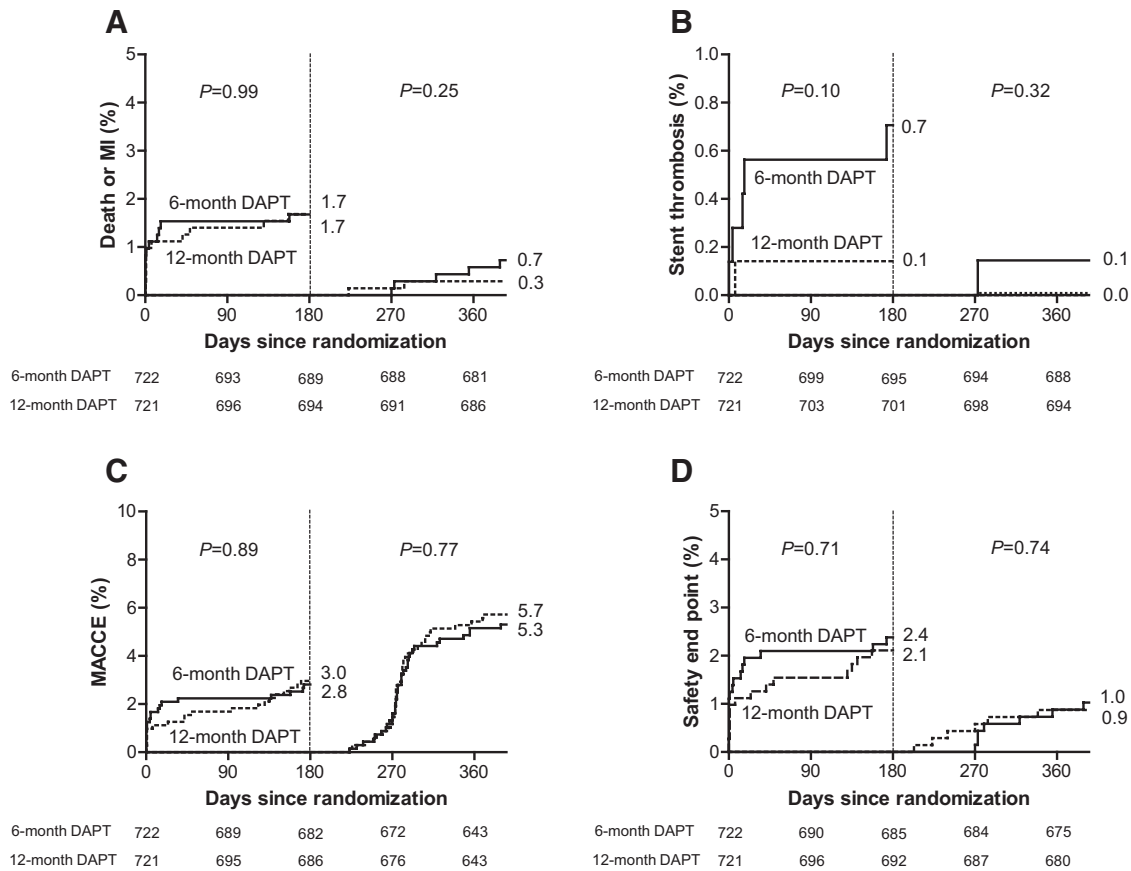 A
Death or MI (%)
5
4
3
2
1
0
P=0.99
P=0.25
6-month DAPT
12-month DAPT
1.7
1.7
0.7
0.3
0 90 180 270 360
Days since randomization
6-month DAPT 722 693 689 688 681
12-month DAPT 721 696 694 691 686
B
Stent thrombosis (%)
1.0
0.8
0.6
0.4
0.2
0.0
P=0.10
P=0.32
0.7
6-month DAPT
12-month DAPT
0.1
0.1
0.0
0 90 180 270 360
Days since randomization
6-month DAPT 722 699 695 694 688
12-month DAPT 721 703 701 698 694
C
MACCE (%)
10
8
6
4
2
0
P=0.89
P=0.77
6-month DAPT
12-month DAPT
3.0
2.8
5.7
5.3
0 90 180 270 360
Days since randomization
6-month DAPT 722 689 682 672 643
12-month DAPT 721 695 686 676 643
D
Safety end point (%)
5
4
3
2
1
0
P=0.71
P=0.74
6-month DAPT
12-month DAPT
2.4
2.1
1.0
0.9
0 90 180 270 360
Days since randomization
6-month DAPT 722 690 685 684 675
12-month DAPT 721 696 692 687 680